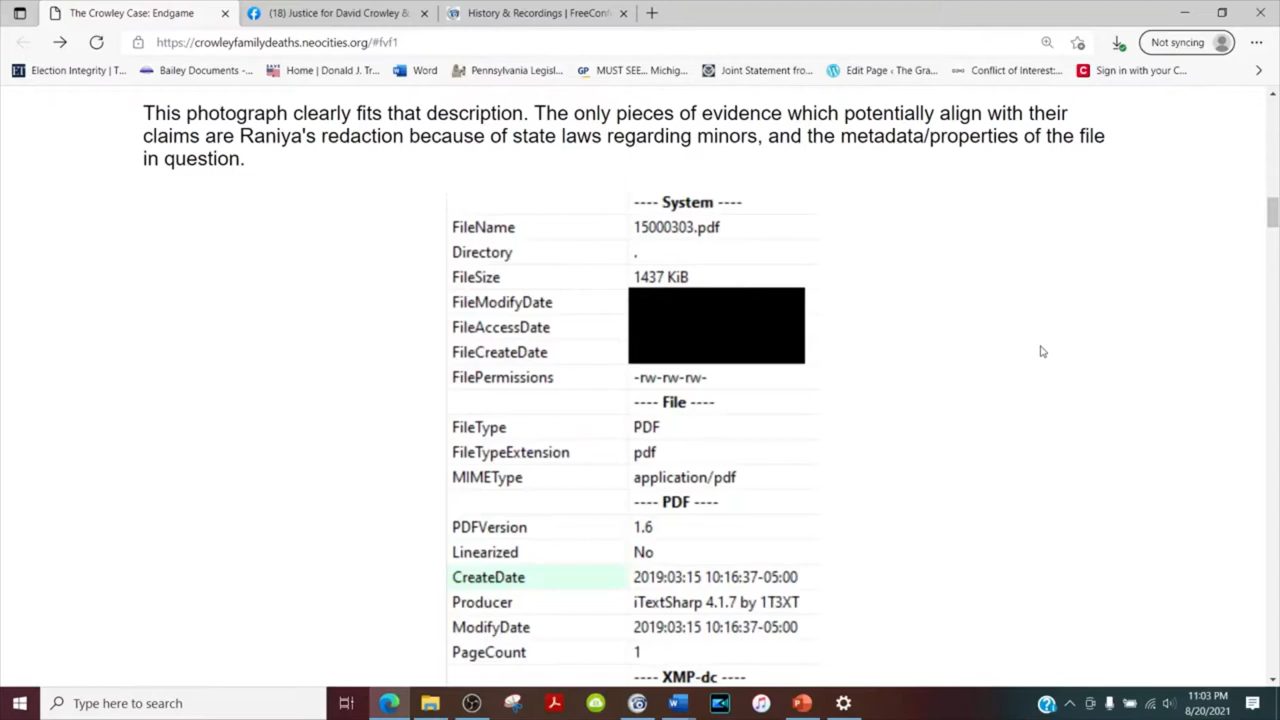 The Crowley Case: Endgame
(18) Justice for David Crowley &
History & Recordings | FreeConf
https://crowleyfamilydeaths.neocities.org/#fvf1
Not syncing
Election Integrity | T...
Bailey Documents -...
Home | Donald J. Tr...
Word
Pennsylvania Legisl...
GP MUST SEE... Michig...
Joint Statement fro...
Edit Page ‹ The Gra...
Conflict of Interest:...
Sign in with your C...
This photograph clearly fits that description. The only pieces of evidence which potentially align with their
claims are Raniya's redaction because of state laws regarding minors, and the metadata/properties of the file
in question.
---- System ----
FileName 15000303.pdf
Directory .
FileSize 1437 KiB
FileModifyDate
FileAccessDate
FileCreateDate
FilePermissions -rw-rw-rw-
---- File ----
FileType PDF
FileTypeExtension pdf
MIMEType application/pdf
---- PDF ----
PDFVersion 1.6
Linearized No
CreateDate 2019:03:15 10:16:37-05:00
Producer iTextSharp 4.1.7 by 1T3XT
ModifyDate 2019:03:15 10:16:37-05:00
PageCount 1
---- XMP-dc ----
Type here to search
11:03 PM
8/20/2021